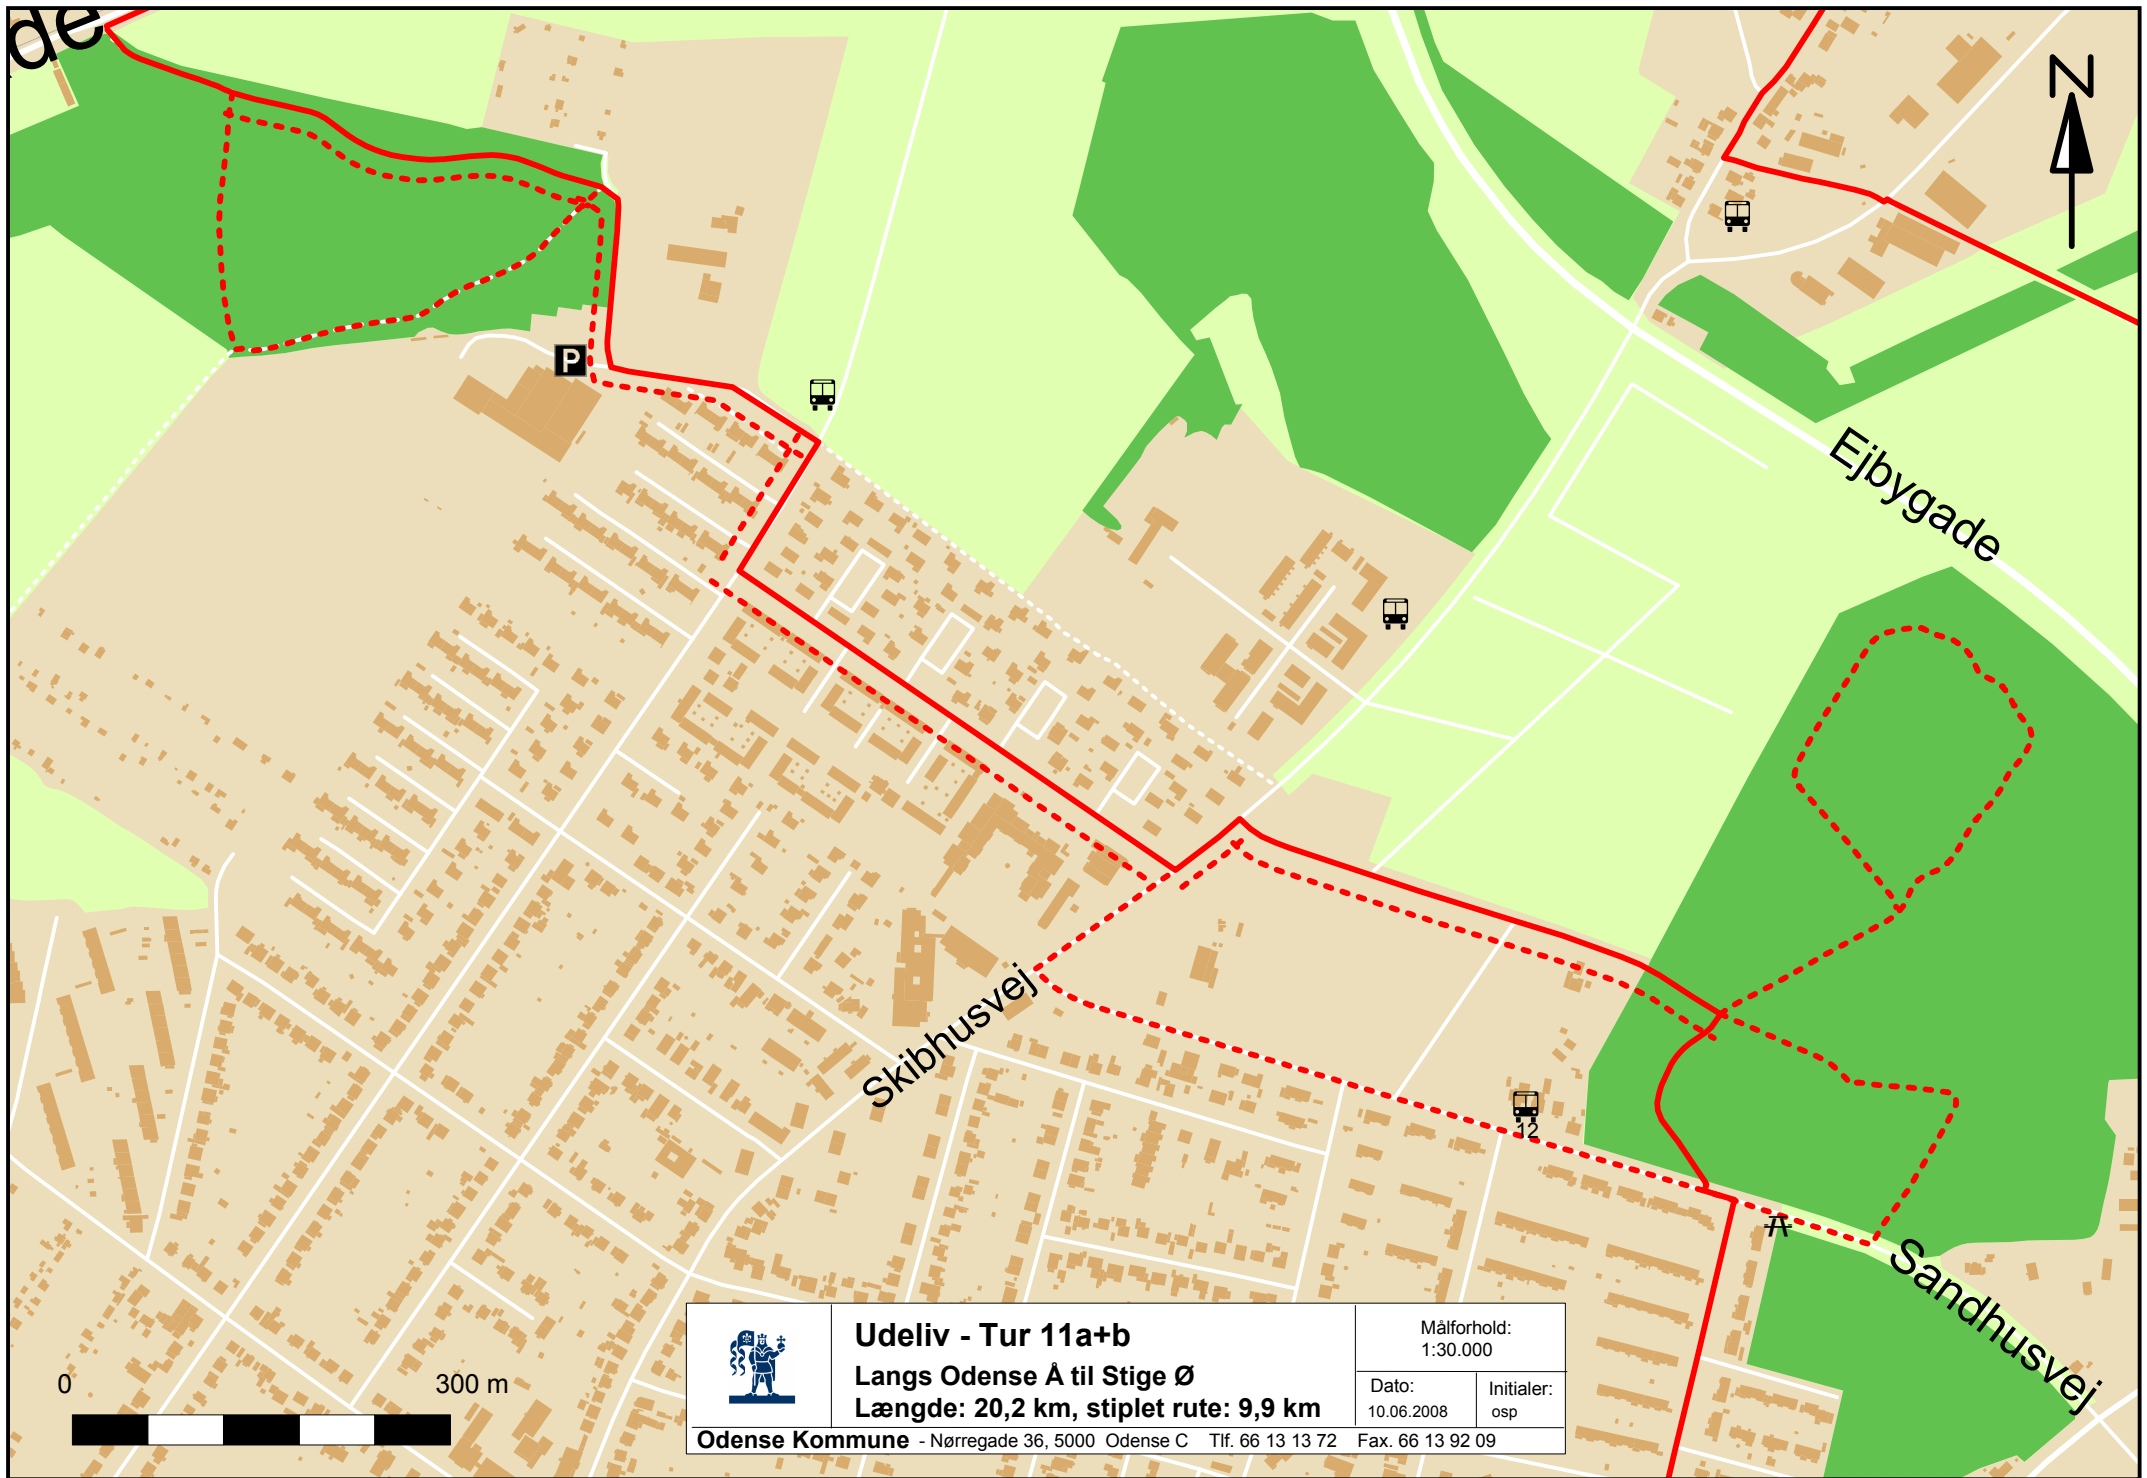 de
N
P
Ejbygade
Skibhusvej
12
Sandhusvej
0 300 m
Udeliv - Tur 11a+b
Langs Odense Å til Stige Ø
Længde: 20,2 km, stiplet rute: 9,9 km
Målforhold:
1:30.000
Dato:
10.06.2008
Initialer:
osp
Odense Kommune - Nørregade 36, 5000 Odense C Tlf. 66 13 13 72 Fax. 66 13 92 09